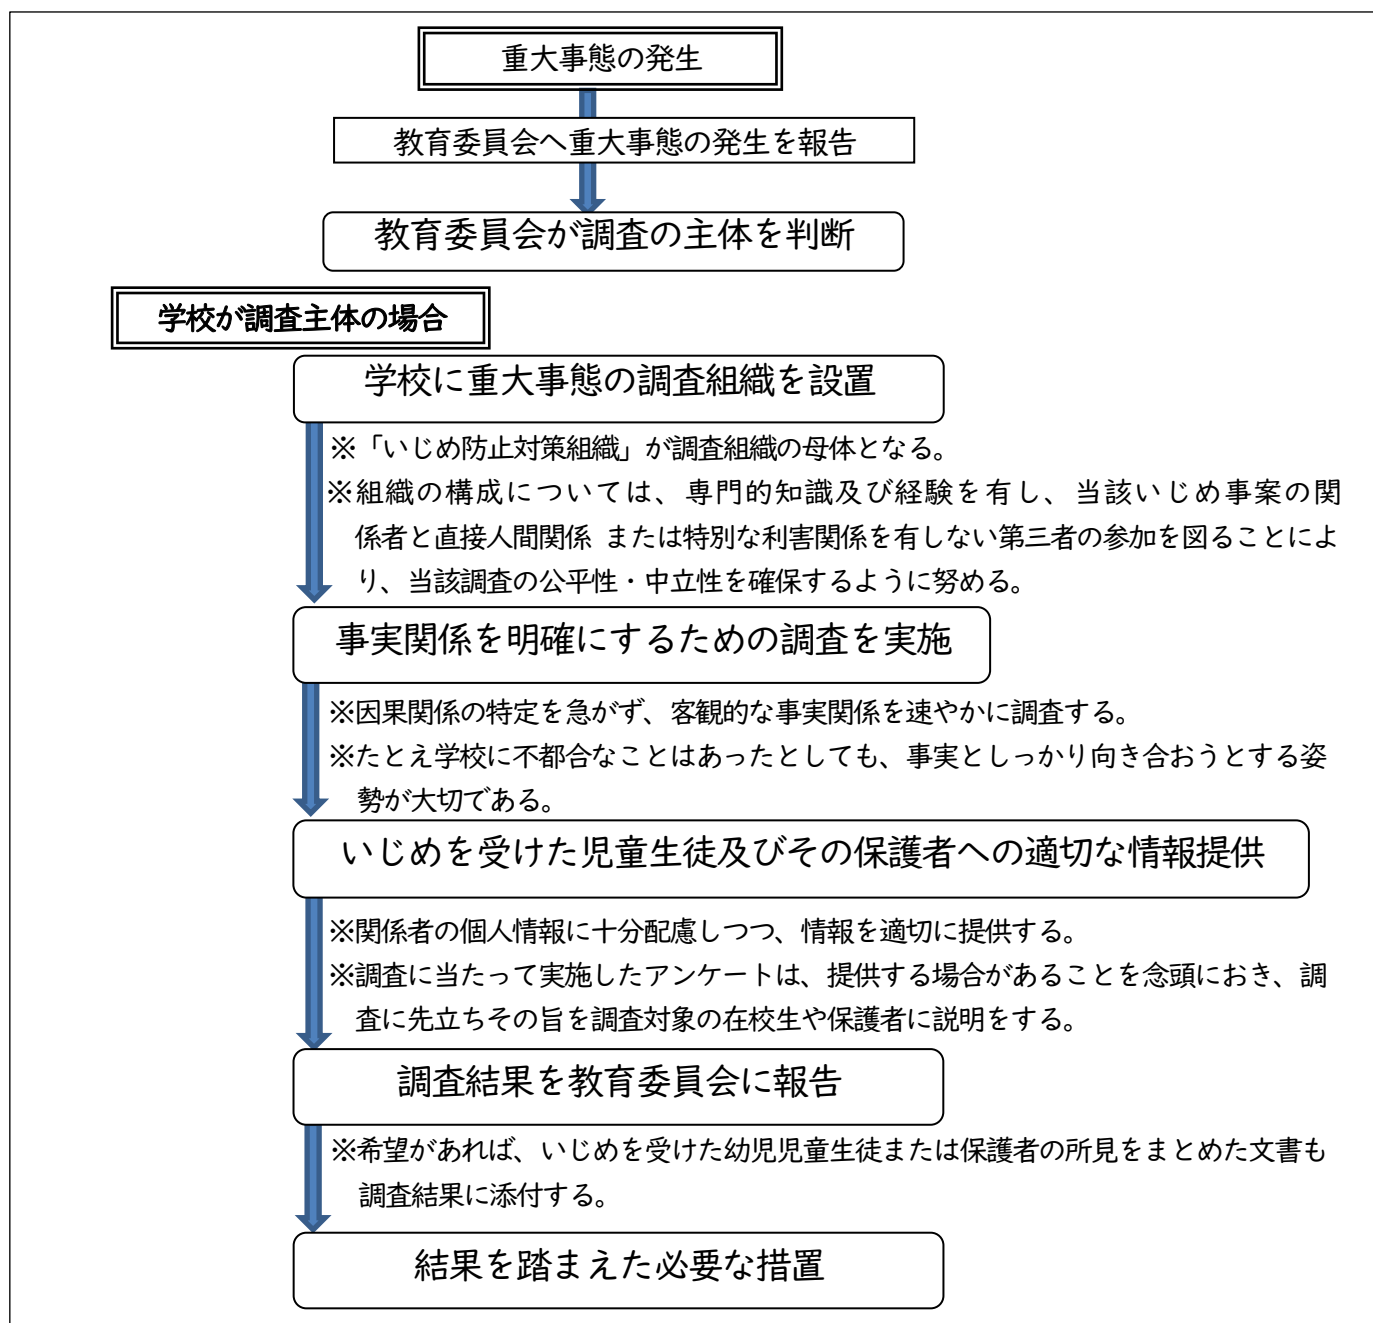 重大事態の発生
教育委員会へ重大事態の発生を報告
教育委員会が調査の主体を判断
学校が調査主体の場合
学校に重大事態の調査組織を設置
※「いじめ防止対策組織」が調査組織の母体となる。
※組織の構成については、専門的知識及び経験を有し、当該いじめ事案の関
係者と直接人間関係 または特別な利害関係を有しない第三者の参加を図ることによ
り、当該調査の公平性・中立性を確保するように努める。
事実関係を明確にするための調査を実施
※因果関係の特定を急がず、客観的な事実関係を速やかに調査する。
※たとえ学校に不都合なことはあったとしても、事実としっかり向き合おうとする姿
勢が大切である。
いじめを受けた児童生徒及びその保護者への適切な情報提供
※関係者の個人情報に十分配慮しつつ、情報を適切に提供する。
※調査に当たって実施したアンケートは、提供する場合があることを念頭におき、調
査に先立ちその旨を調査対象の在校生や保護者に説明をする。
調査結果を教育委員会に報告
※希望があれば、いじめを受けた幼児児童生徒または保護者の所見をまとめた文書も
調査結果に添付する。
結果を踏まえた必要な措置